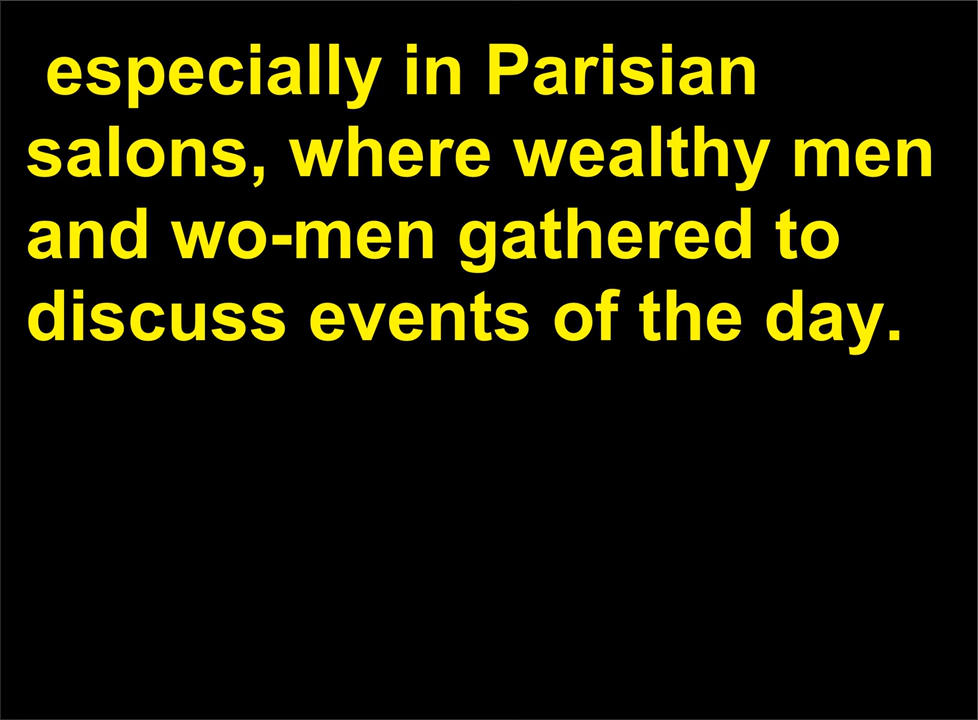 especially in Parisian
salons, where wealthy men
and wo-men gathered to
discuss events of the day.